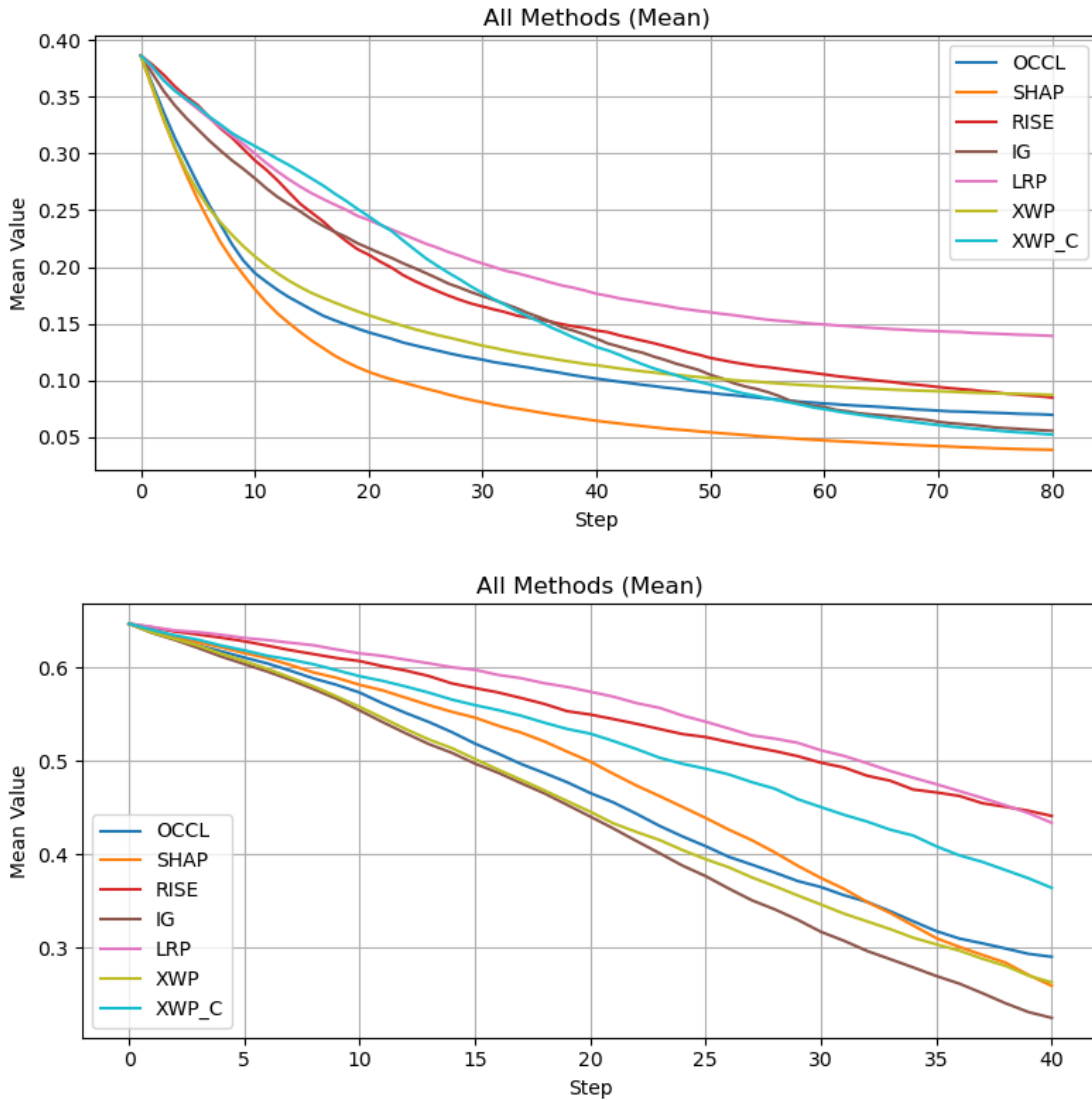 All Methods (Mean)
0.40
0.35
0.30
0.25
0.20
0.15
0.10
0.05
Mean Value
OCCL
SHAP
RISE
IG
LRP
XWP
XWP_C
0 10 20 30 40 50 60 70 80
Step
All Methods (Mean)
0.6
0.5
0.4
0.3
Mean Value
OCCL
SHAP
RISE
IG
LRP
XWP
XWP_C
0 5 10 15 20 25 30 35 40
Step